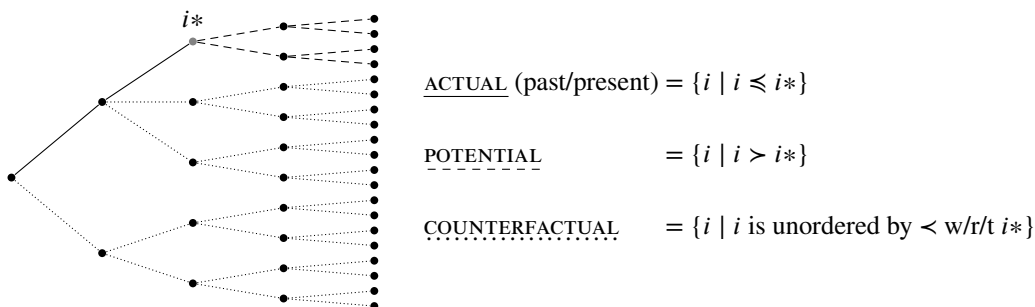 i*
ACTUAL (past/present) = {i | i ≼ i*}
POTENTIAL = {i | i ≻ i*}
COUNTERFACTUAL = {i | i is unordered by ≺ w/r/t i*}